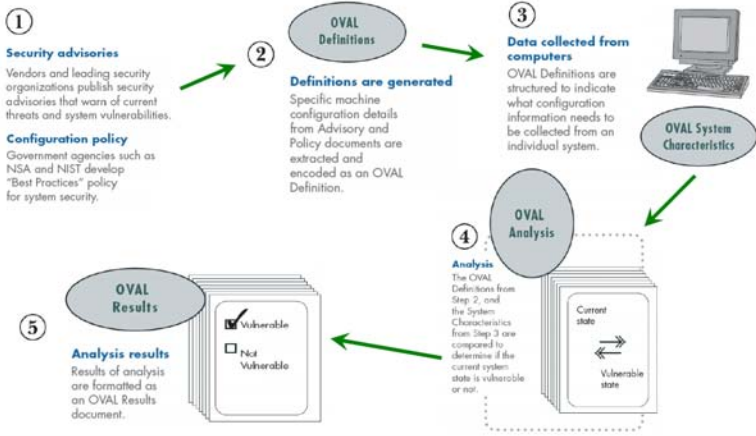 1
Security advisories
Vendors and leading security
organizations publish security
advisories that warn of current
threats and system vulnerabilities.
Configuration policy
Government agencies such as
NSA and NIST develop
“Best Practices” policy
for system security.
2
OVAL
Definitions
Definitions are generated
Specific machine
configuration details
from Advisory and
Policy documents are
extracted and
encoded as an OVAL
Definition.
3
Data collected from
computers
OVAL Definitions are
structured to indicate
what configuration
information needs to
be collected from an
individual system.
OVAL System
Characteristics
4
OVAL
Analysis
Analysis
The OVAL
Definitions from
Step 2, and
the System
Characteristics
from Step 3 are
compared to
determine if the
current system
state is vulnerable
or not.
Current
state
Vulnerable
state
5
OVAL
Results
Analysis results
Results of analysis
are formatted as
an OVAL Results
document.
Vulnerable
Not
Vulnerable